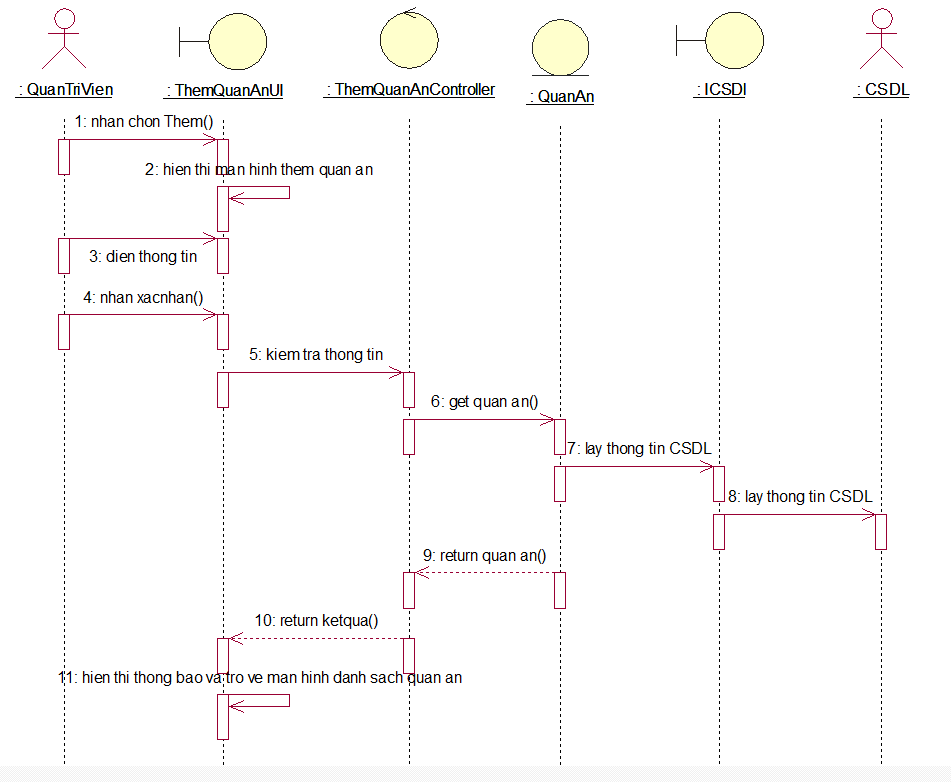 : QuanTriVien
: ThemQuanAnUI
: ThemQuanAnController
: QuanAn
: ICSDl
: CSDL
1: nhan chon Them()
2: hien thi man hinh them quan an
3: dien thong tin
4: nhan xacnhan()
5: kiem tra thong tin
6: get quan an()
7: lay thong tin CSDL
8: lay thong tin CSDL
9: return quan an()
10: return ketqua()
11: hien thi thong bao va tro ve man hinh danh sach quan an